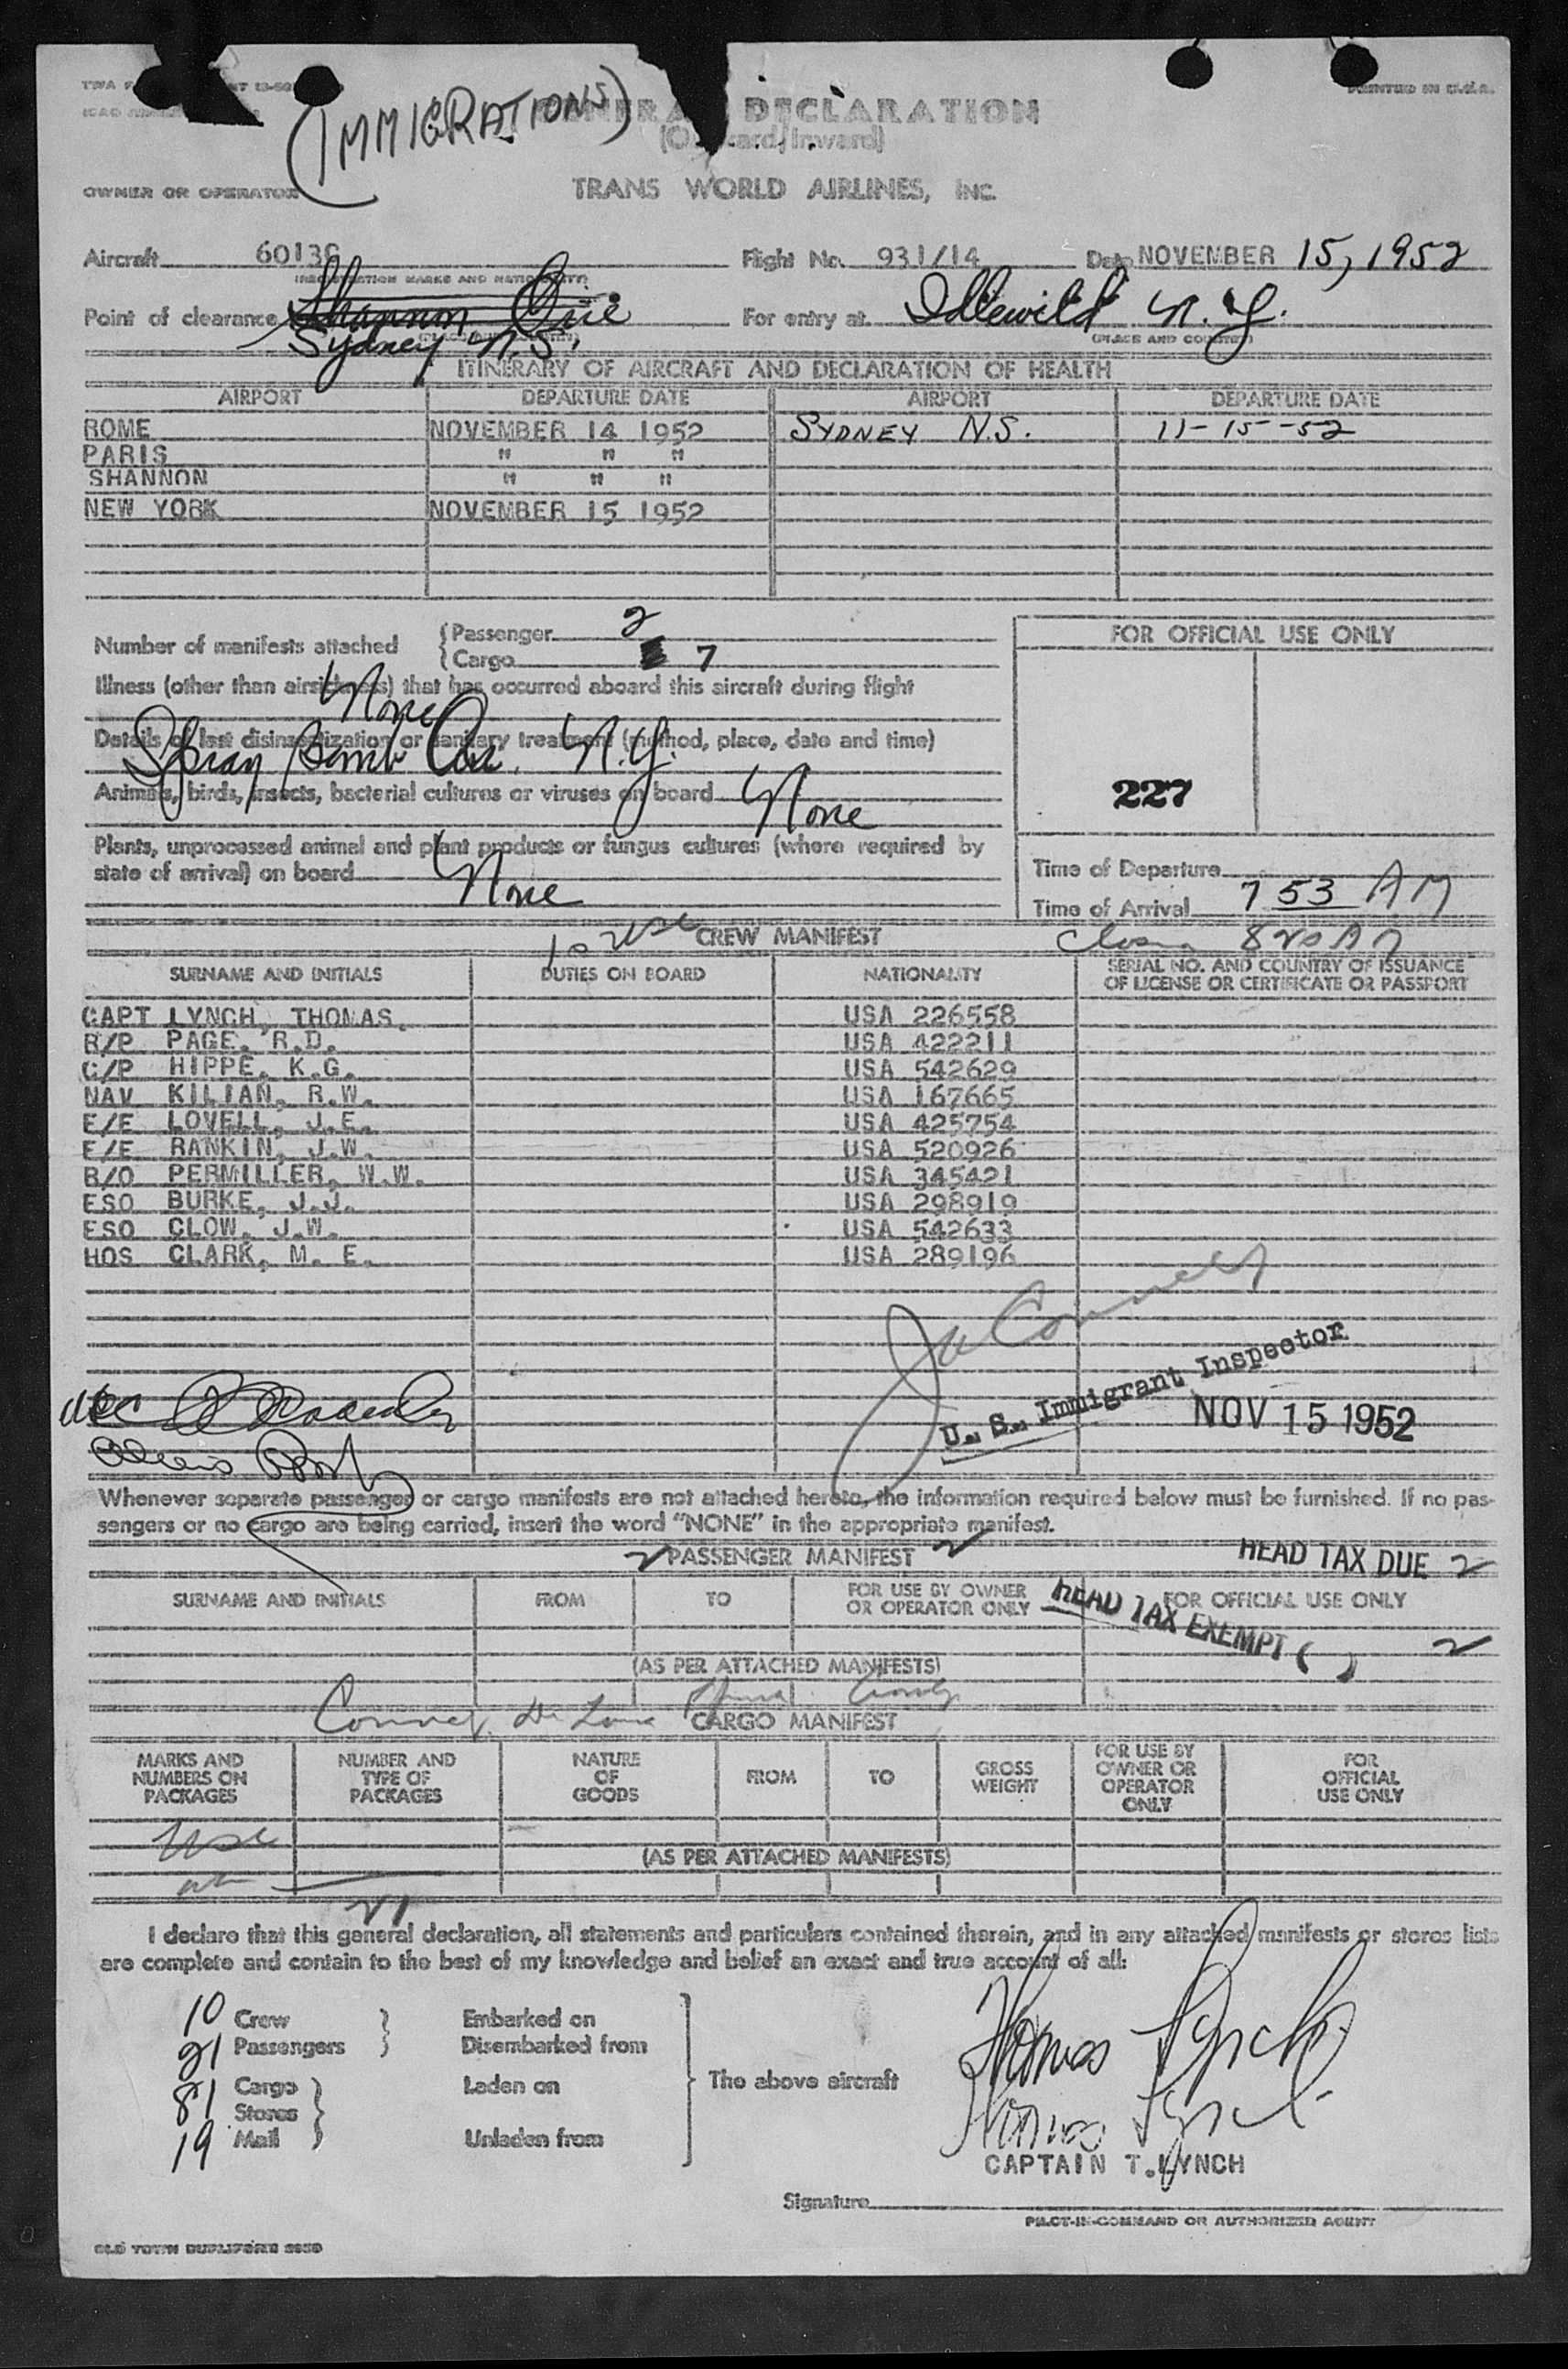 (IMMIGRATIONS)
DECLARATION
PRINTED IN U.S.A.
OWNER OR OPERATOR
TRANS WORLD AIRLINES, INC.
Aircraft Flight No. 931/14 Date NOVEMBER 15, 1952
Point of clearance Shannon Eire For entry at Idlewild N.Y.
Sydney N.S. (PLACE AND COUNTRY)
ITINERARY OF AIRCRAFT AND DECLARATION OF HEALTH
AIRPORT DEPARTURE DATE AIRPORT DEPARTURE DATE
ROME NOVEMBER 14 1952 SYDNEY N.S. 11-15-52
PARIS " " "
SHANNON " " "
NEW YORK NOVEMBER 15 1952
Number of manifests attached { Passenger 2
{ Cargo 7
FOR OFFICIAL USE ONLY
Illness (other than airsickness) that has occurred aboard this aircraft during flight
None
Details of last disinsectization or sanitary treatment (method, place, date and time)
Spray Bomb N.Y.
Animals, birds, insects, bacterial cultures or viruses on board None
227
Plants, unprocessed animal and plant products or fungus cultures (where required by
state of arrival) on board None
Time of Departure
Time of Arrival 7 53 AM
CREW MANIFEST
SURNAME AND INITIALS DUTIES ON BOARD NATIONALITY SERIAL NO. AND COUNTRY OF ISSUANCE OF LICENSE OR CERTIFICATE OR PASSPORT
CAPT LYNCH, THOMAS. USA 226558
R/P PAGE, R.D. USA 422211
C/P HIPPE, K.G. USA 542629
NAV KILIAN, R.W. USA 167665
E/E LOVELL, J.E. USA 425754
E/E RANKIN, J.W. USA 520926
R/O PERMILLER, W.W. USA 345421
ESO BURKE, J.J. USA 298919
ESO CLOW, J.W. USA 542633
HOS CLARK, M. E. USA 289196
U. S. Immigrant Inspector
NOV 15 1952
Whenever separate passenger or cargo manifests are not attached hereto, the information required below must be furnished. If no pas-
sengers or no cargo are being carried, insert the word "NONE" in the appropriate manifest.
PASSENGER MANIFEST
HEAD TAX DUE 2
SURNAME AND INITIALS FROM TO FOR USE BY OWNER OR OPERATOR ONLY FOR OFFICIAL USE ONLY
HEAD TAX EXEMPT ( ) 2
(AS PER ATTACHED MANIFESTS)
CARGO MANIFEST
MARKS AND NUMBERS ON PACKAGES NUMBER AND TYPE OF PACKAGES NATURE OF GOODS FROM TO GROSS WEIGHT FOR USE BY OWNER OR OPERATOR ONLY FOR OFFICIAL USE ONLY
(AS PER ATTACHED MANIFESTS)
21
I declare that this general declaration, all statements and particulars contained therein, and in any attached manifests or stores lists
are complete and contain to the best of my knowledge and belief an exact and true account of all:
10 Crew } Embarked on
21 Passengers } Disembarked from
81 Cargo } Laden on The above aircraft
Stores
19 Mail } Unladen from
Thomas Lynch
Thomas Lynch
CAPTAIN T. LYNCH
Signature
PILOT-IN-COMMAND OR AUTHORIZED AGENT